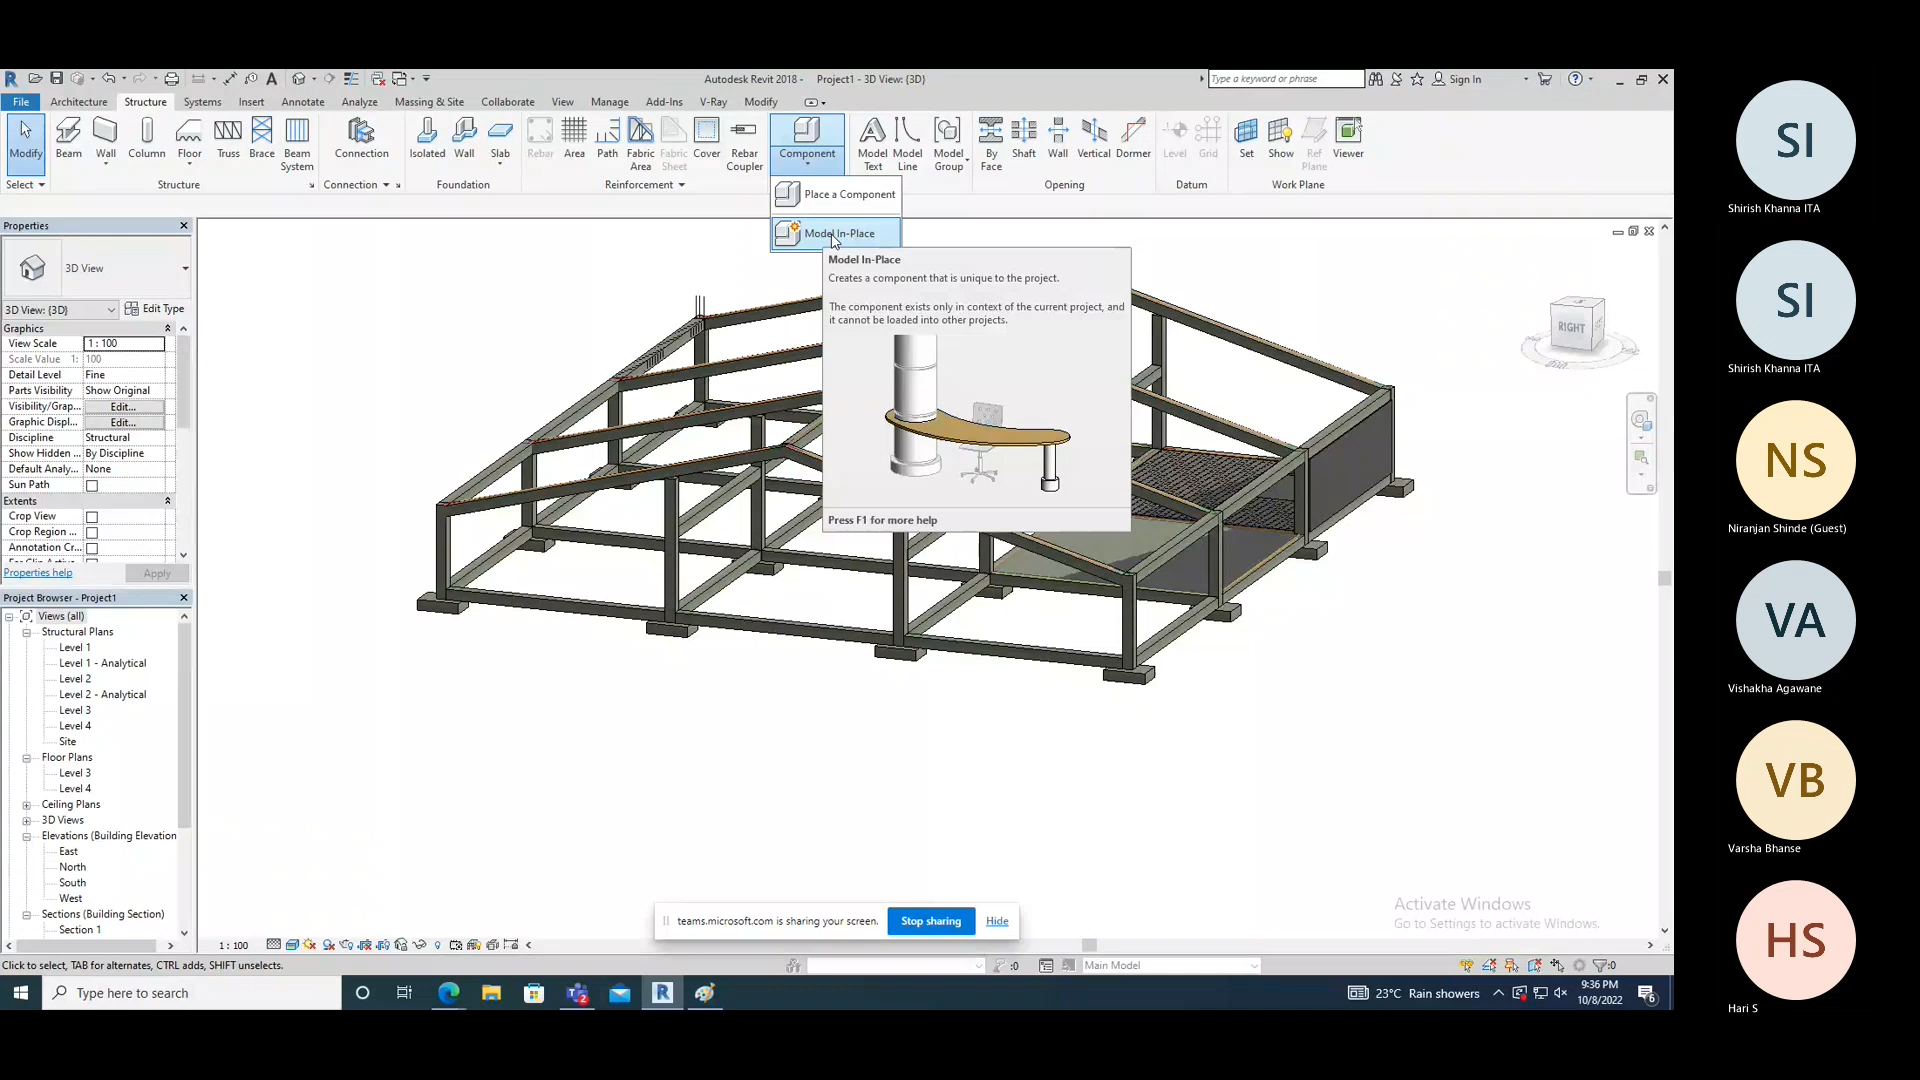 Autodesk Revit 2018 -    Project1 - 3D View: {3D}
Type a keyword or phrase
Sign In
File Architecture Structure Systems Insert Annotate Analyze Massing & Site Collaborate View Manage Add-Ins V-Ray Modify
Modify Beam Wall Column Floor Truss Brace Beam System Connection Isolated Wall Slab Rebar Area Path Fabric Area Fabric Sheet Cover Rebar Coupler Component Model Text Model Line Model Group By Face Shaft Wall Vertical Dormer Level Grid Set Show Ref Plane Viewer
Select Structure Connection Foundation Reinforcement Opening Datum Work Plane
Place a Component
Model In-Place
Model In-Place
Creates a component that is unique to the project.
The component exists only in context of the current project, and
it cannot be loaded into other projects.
Press F1 for more help
RIGHT
Properties
3D View
3D View: {3D} Edit Type
Graphics
View Scale 1 : 100
Scale Value 1: 100
Detail Level Fine
Parts Visibility Show Original
Visibility/Grap... Edit...
Graphic Displ... Edit...
Discipline Structural
Show Hidden ... By Discipline
Default Analy... None
Sun Path
Extents
Crop View
Crop Region ...
Annotation Cr...
Properties help Apply
Project Browser - Project1
Views (all)
Structural Plans
Level 1
Level 1 - Analytical
Level 2
Level 2 - Analytical
Level 3
Level 4
Site
Floor Plans
Level 3
Level 4
Ceiling Plans
3D Views
Elevations (Building Elevation
East
North
South
West
Sections (Building Section)
Section 1
teams.microsoft.com is sharing your screen. Stop sharing Hide
Activate Windows
Go to Settings to activate Windows.
1 : 100
Click to select, TAB for alternates, CTRL adds, SHIFT unselects.
:0
Main Model
:0
Type here to search
2
23°C Rain showers
9:36 PM
10/8/2022
6
SI
Shirish Khanna ITA
SI
Shirish Khanna ITA
NS
Niranjan Shinde (Guest)
VA
Vishakha Agawane
VB
Varsha Bhanse
HS
Hari S